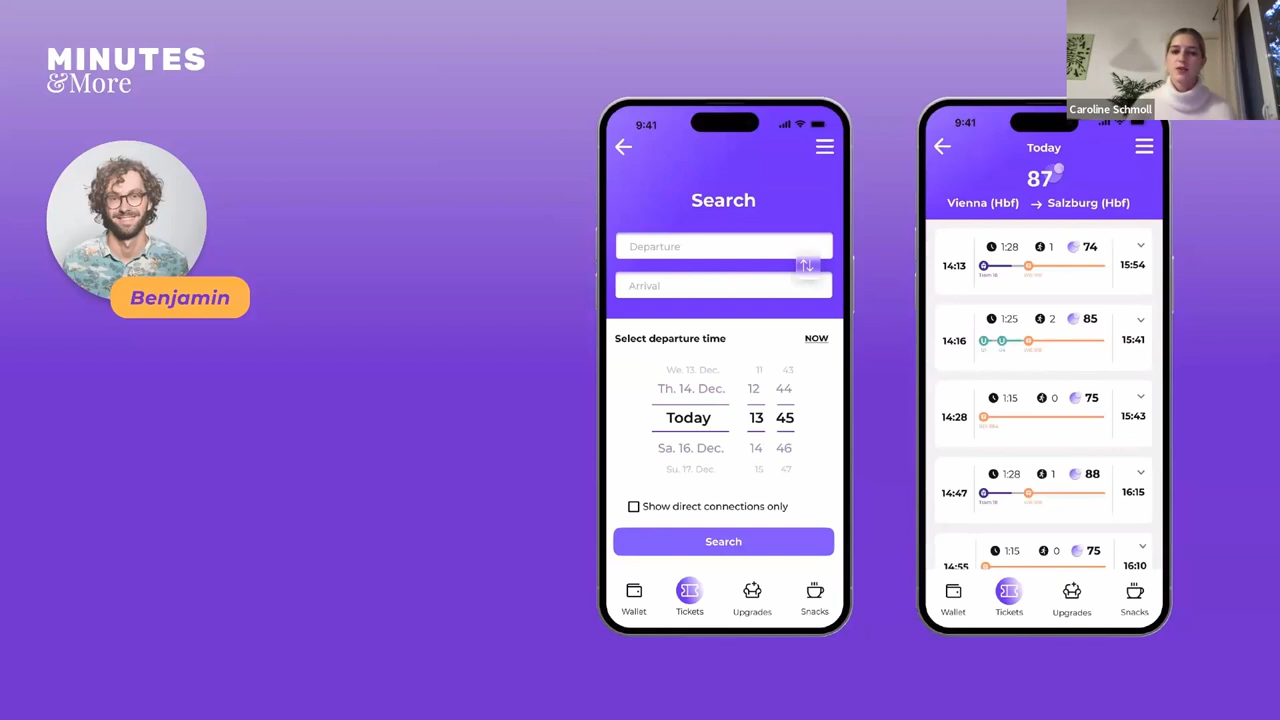 MINUTES
&More
Benjamin
9:41
Search
Departure
Arrival
Select departure time
NOW
We. 13. Dec. 11 43
Th. 14. Dec. 12 44
Today 13 45
Sa. 16. Dec. 14 46
Su. 17. Dec. 15 47
Show direct connections only
Search
Wallet
Tickets
Upgrades
Snacks
9:41
Today
87
Vienna (Hbf) → Salzburg (Hbf)
1:28 1 74
14:13 15:54
Tram 18
1:25 2 85
14:16 15:41
1:15 0 75
14:28 15:43
1:28 1 88
14:47 16:15
Tram 18
1:15 0 75
14:55 16:10
Wallet
Tickets
Upgrades
Snacks
Caroline Schmoll